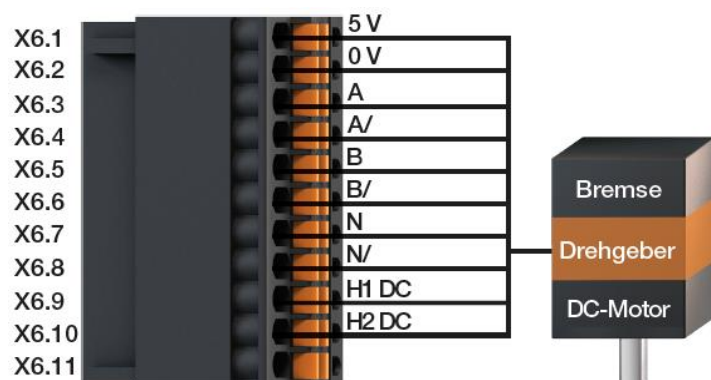 X6.1 5 V
X6.2 0 V
X6.3 A
X6.4 A/
X6.5 B
X6.6 B/
X6.7 N
X6.8 N/
X6.9 H1 DC
X6.10 H2 DC
X6.11
Bremse
Drehgeber
DC-Motor